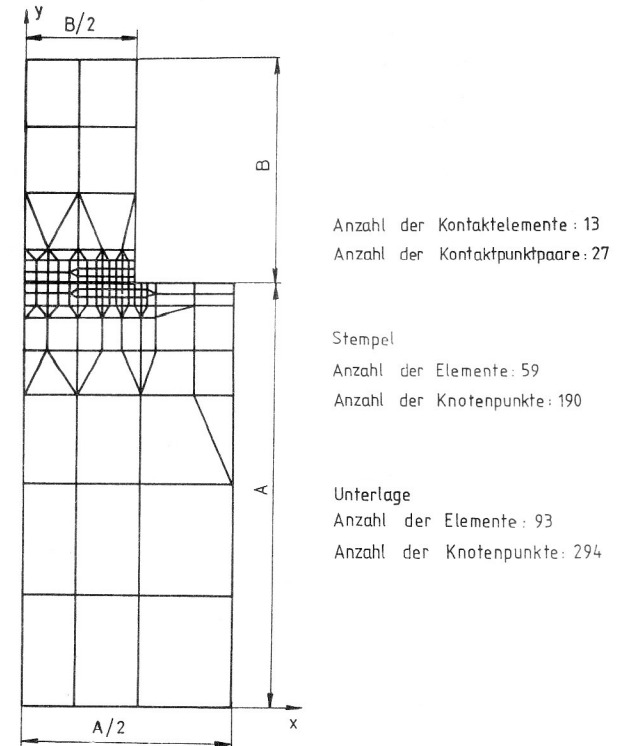 y
B/2
B
Anzahl der Kontaktelemente : 13
Anzahl der Kontaktpunktpaare : 27
Stempel
Anzahl der Elemente : 59
Anzahl der Knotenpunkte : 190
A
Unterlage
Anzahl der Elemente : 93
Anzahl der Knotenpunkte : 294
A/2
x